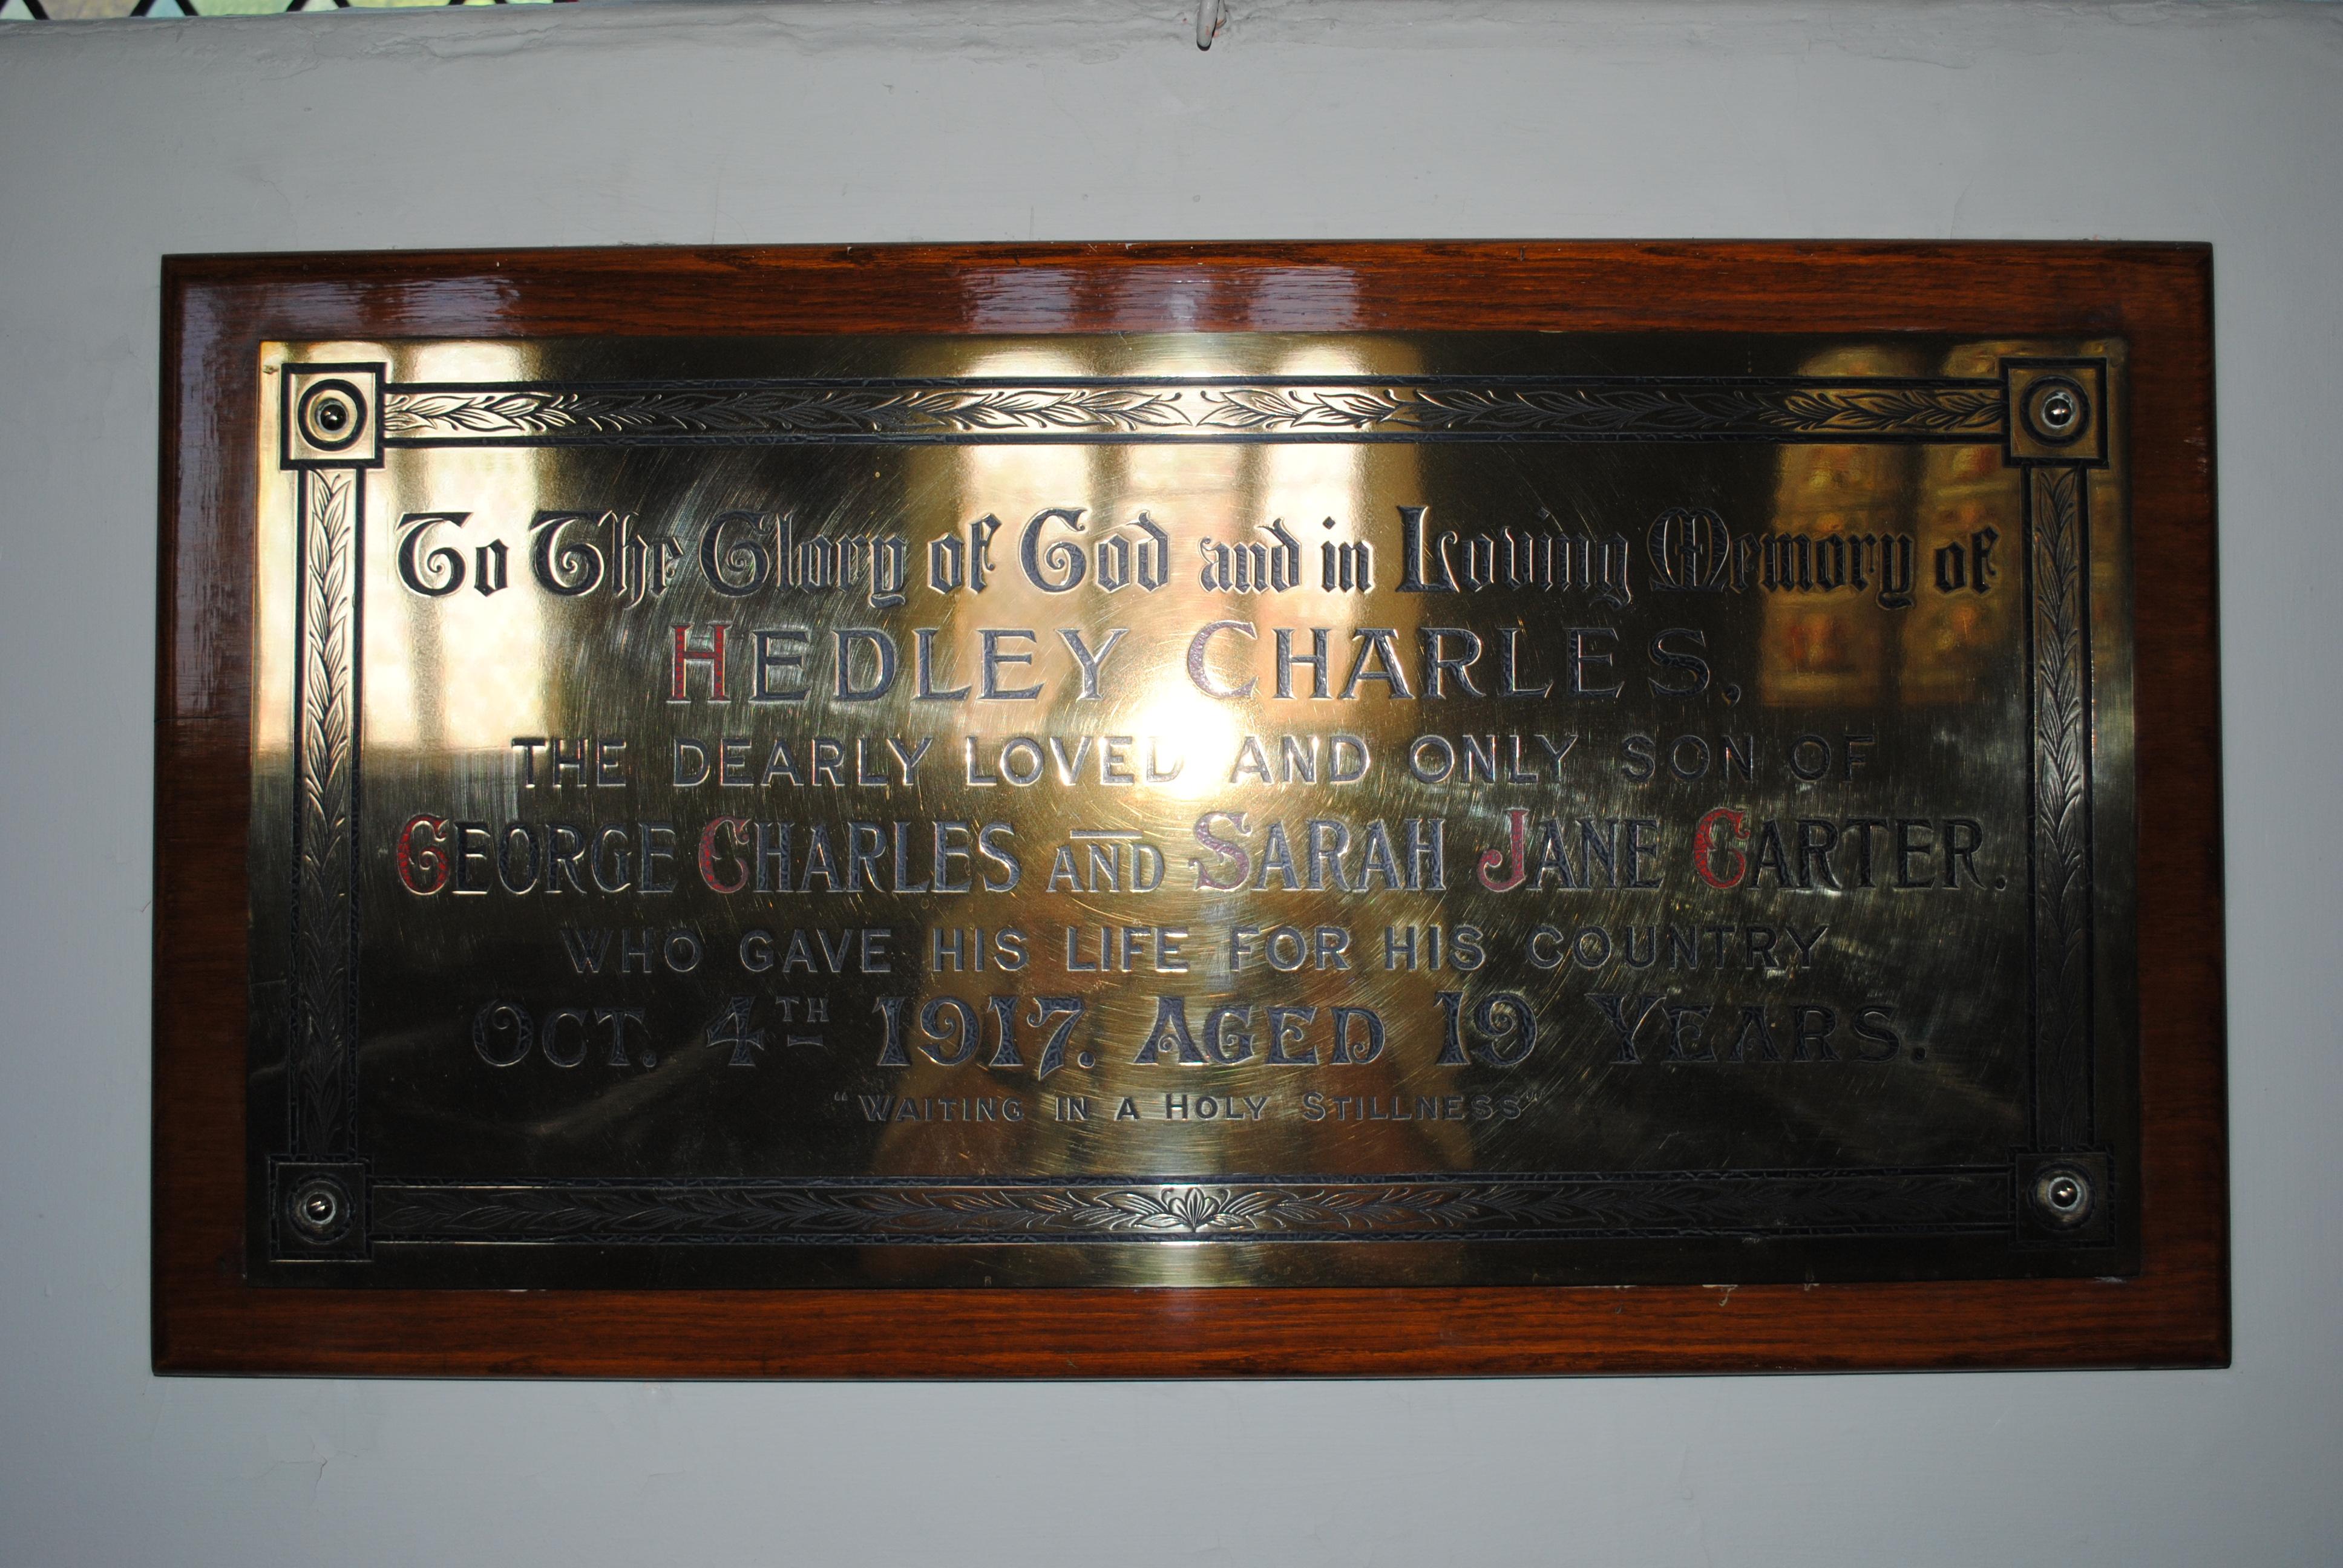 To The Glory of God and in Loving Memory of
HEDLEY CHARLES,
THE DEARLY LOVED AND ONLY SON OF
GEORGE CHARLES AND SARAH JANE CARTER.
WHO GAVE HIS LIFE FOR HIS COUNTRY
OCT. 4TH 1917. AGED 19 YEARS.
"WAITING IN A HOLY STILLNESS"